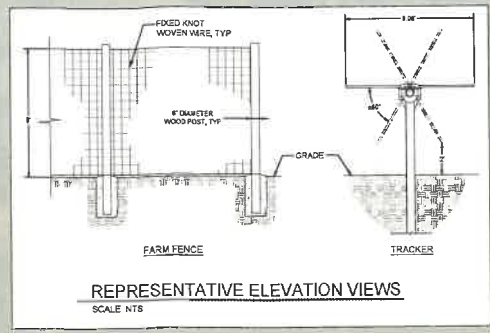 FIXED KNOT
WOVEN WIRE, TYP
6" DIAMETER
WOOD POST, TYP
GRADE
FARM FENCE
TRACKER
REPRESENTATIVE ELEVATION VIEWS
SCALE NTS